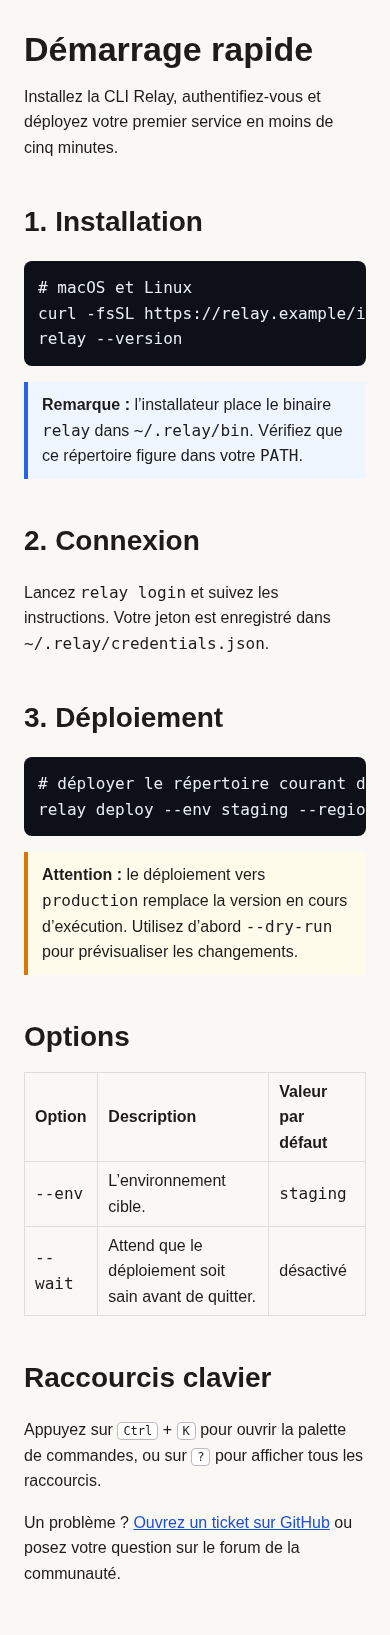 Démarrage rapide
Installez la CLI Relay, authentifiez-vous et
déployez votre premier service en moins de
cinq minutes.
1. Installation
# macOS et Linux
curl -fsSL https://relay.example/i
relay --version
Remarque : l’installateur place le binaire
relay dans ~/.relay/bin. Vérifiez que
ce répertoire figure dans votre PATH.
2. Connexion
Lancez relay login et suivez les
instructions. Votre jeton est enregistré dans
~/.relay/credentials.json.
3. Déploiement
# déployer le répertoire courant d
relay deploy --env staging --regio
Attention : le déploiement vers
production remplace la version en cours
d’exécution. Utilisez d’abord --dry-run
pour prévisualiser les changements.
Options
Option Description Valeur par défaut
--env L’environnement cible. staging
--wait Attend que le déploiement soit sain avant de quitter. désactivé
Raccourcis clavier
Appuyez sur Ctrl + K pour ouvrir la palette
de commandes, ou sur ? pour afficher tous les
raccourcis.
Un problème ? Ouvrez un ticket sur GitHub ou
posez votre question sur le forum de la
communauté.